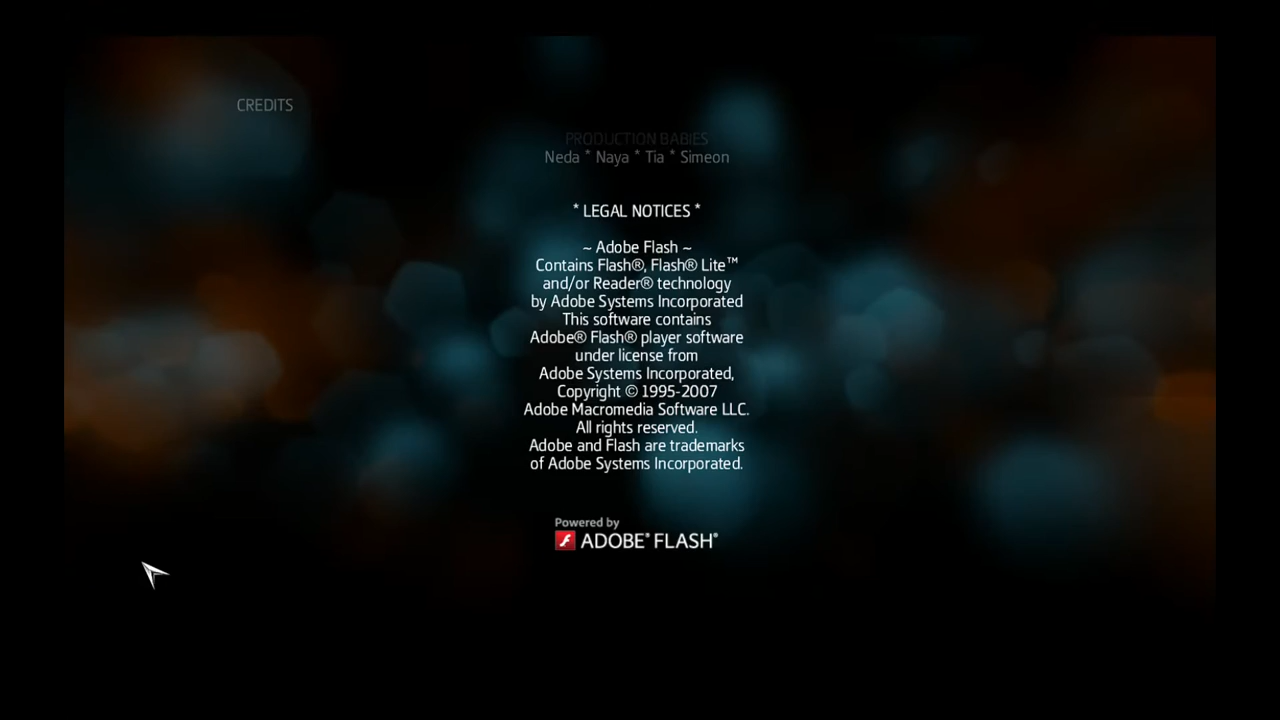 CREDITS
PRODUCTION BABIES
Neda * Naya * Tia * Simeon
* LEGAL NOTICES *
~ Adobe Flash ~
Contains Flash®, Flash® Lite™
and/or Reader® technology
by Adobe Systems Incorporated
This software contains
Adobe® Flash® player software
under license from
Adobe Systems Incorporated,
Copyright © 1995-2007
Adobe Macromedia Software LLC.
All rights reserved.
Adobe and Flash are trademarks
of Adobe Systems Incorporated.
Powered by
ADOBE® FLASH®